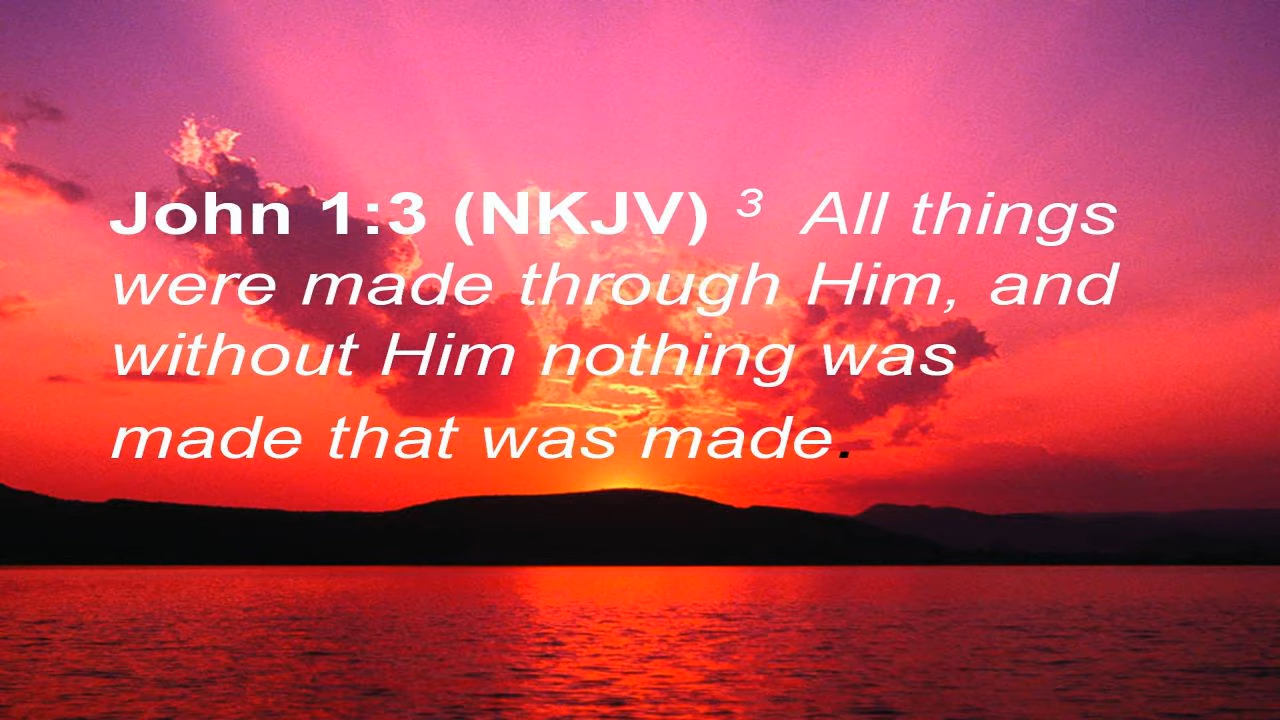 John 1:3 (NKJV) ³ All things
were made through Him, and
without Him nothing was
made that was made.